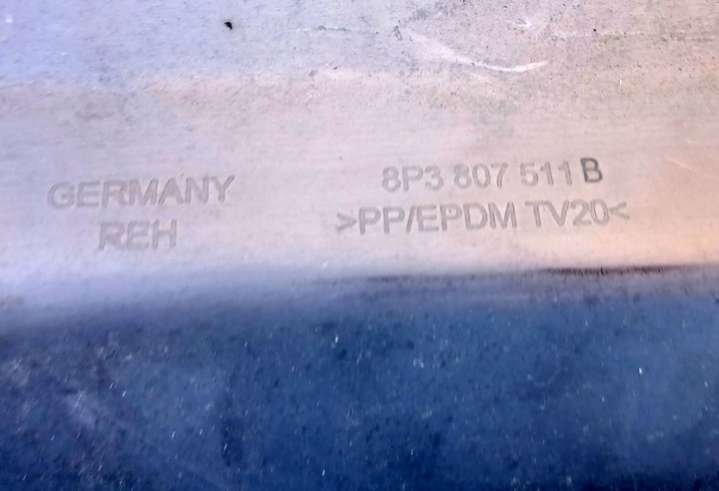 GERMANY
REH
8P3 807 511 B
>PP/EPDM TV20<